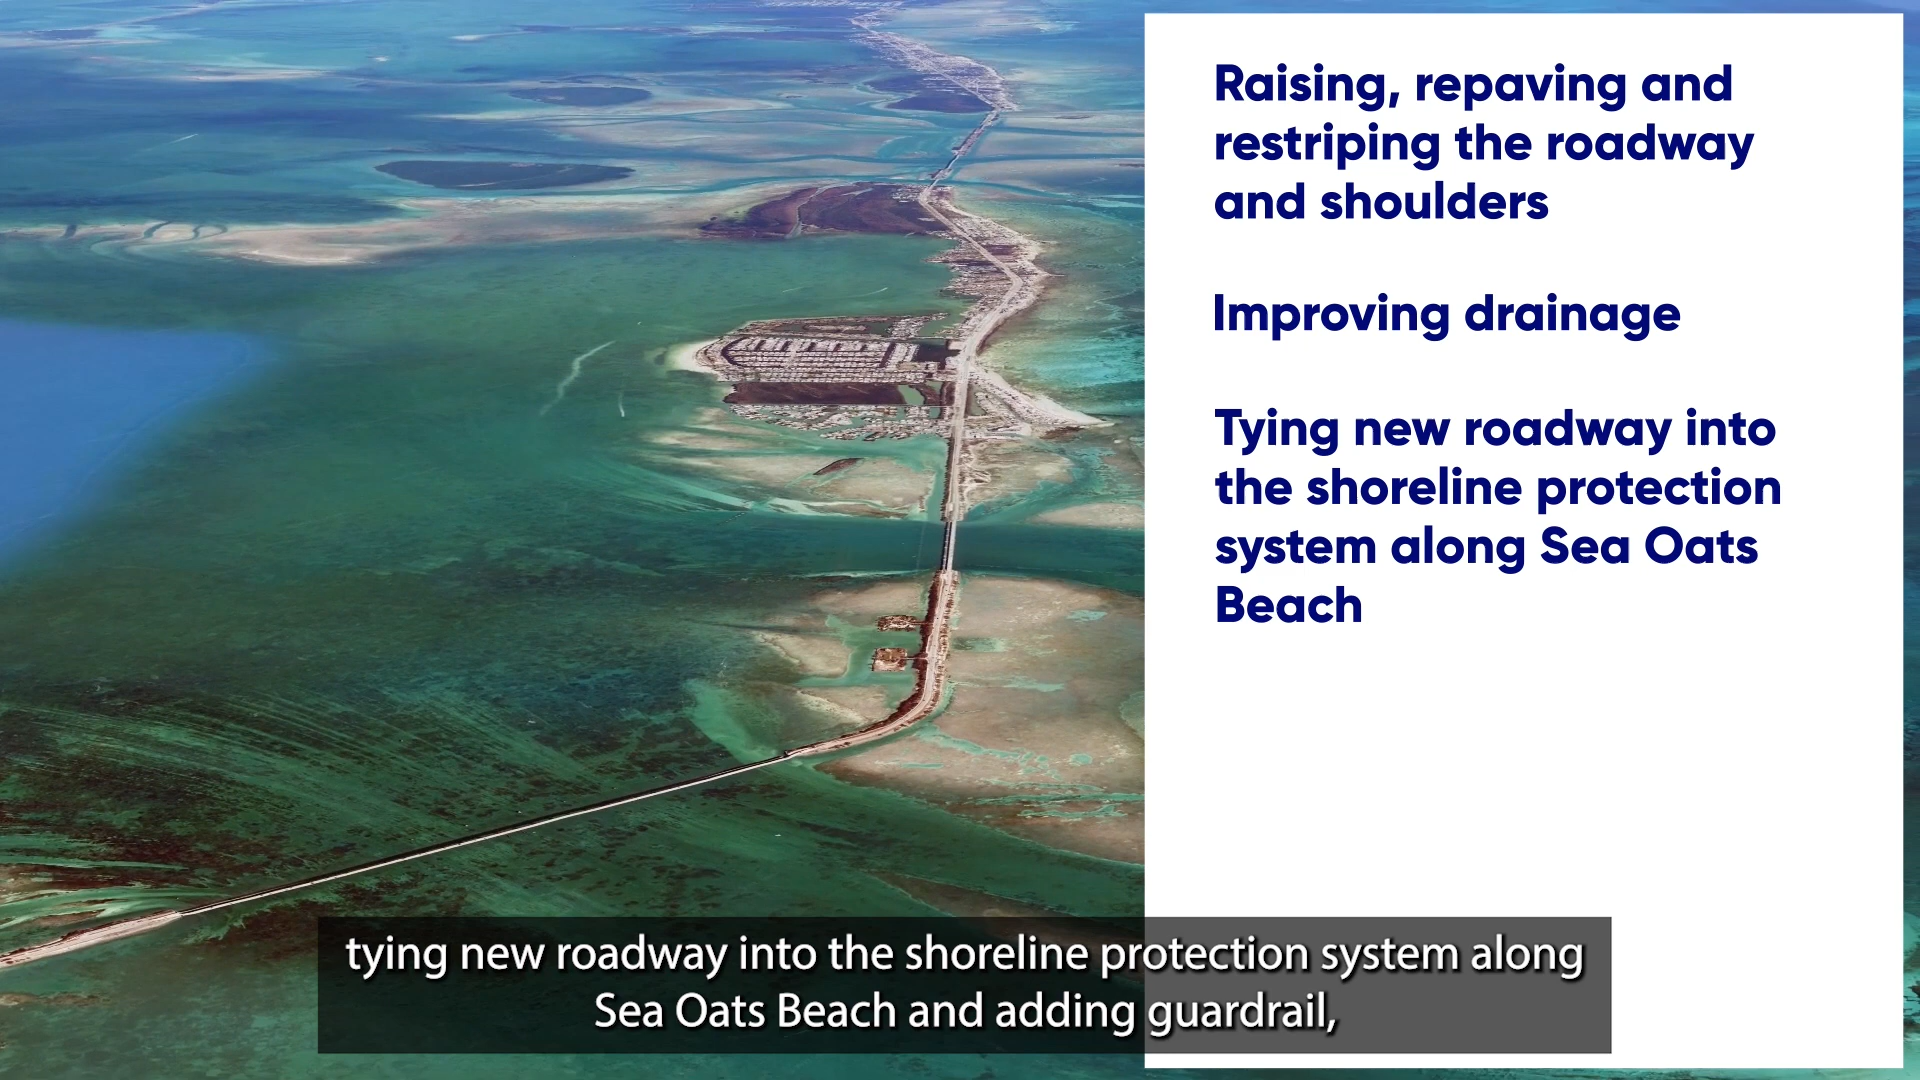 Raising, repaving and
restriping the roadway
and shoulders
Improving drainage
Tying new roadway into
the shoreline protection
system along Sea Oats
Beach
tying new roadway into the shoreline protection system along
Sea Oats Beach and adding guardrail,